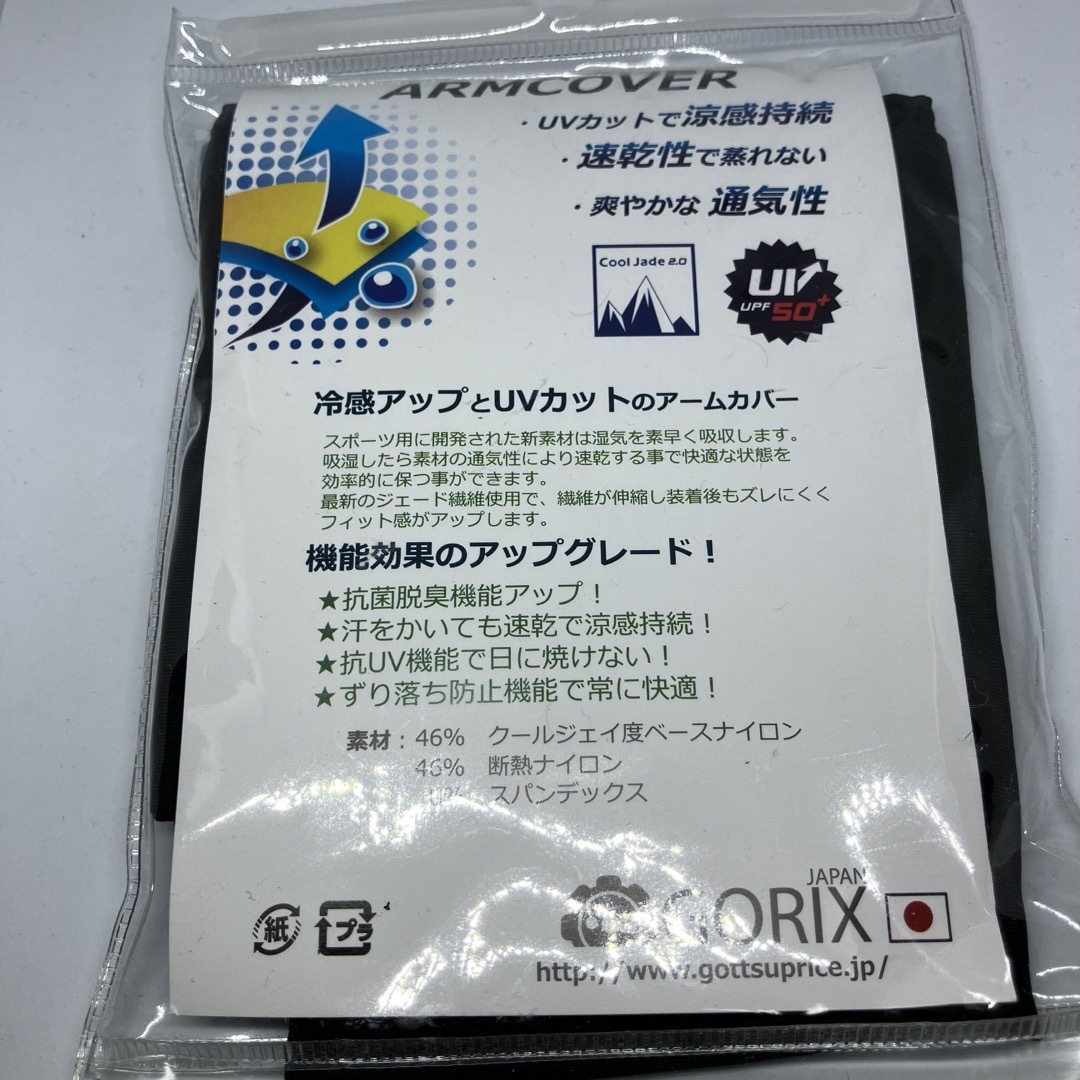 ARMCOVER
・UVカットで涼感持続
・速乾性で蒸れない
・爽やかな 通気性
Cool Jade 2.0
UV
UPF 50+
冷感アップとUVカットのアームカバー
スポーツ用に開発された新素材は湿気を素早く吸収します。
吸湿したら素材の通気性により速乾する事で快適な状態を
効率的に保つ事ができます。
最新のジェード繊維使用で、繊維が伸縮し装着後もズレにくく
フィット感がアップします。
機能効果のアップグレード！
★抗菌脱臭機能アップ！
★汗をかいても速乾で涼感持続！
★抗UV機能で日に焼けない！
★ずり落ち防止機能で常に快適！
素材：46% クールジェイ度ベースナイロン
46% 断熱ナイロン
スパンデックス
紙 プラ
JAPAN
GORIX
http://www.gottsuprice.jp/